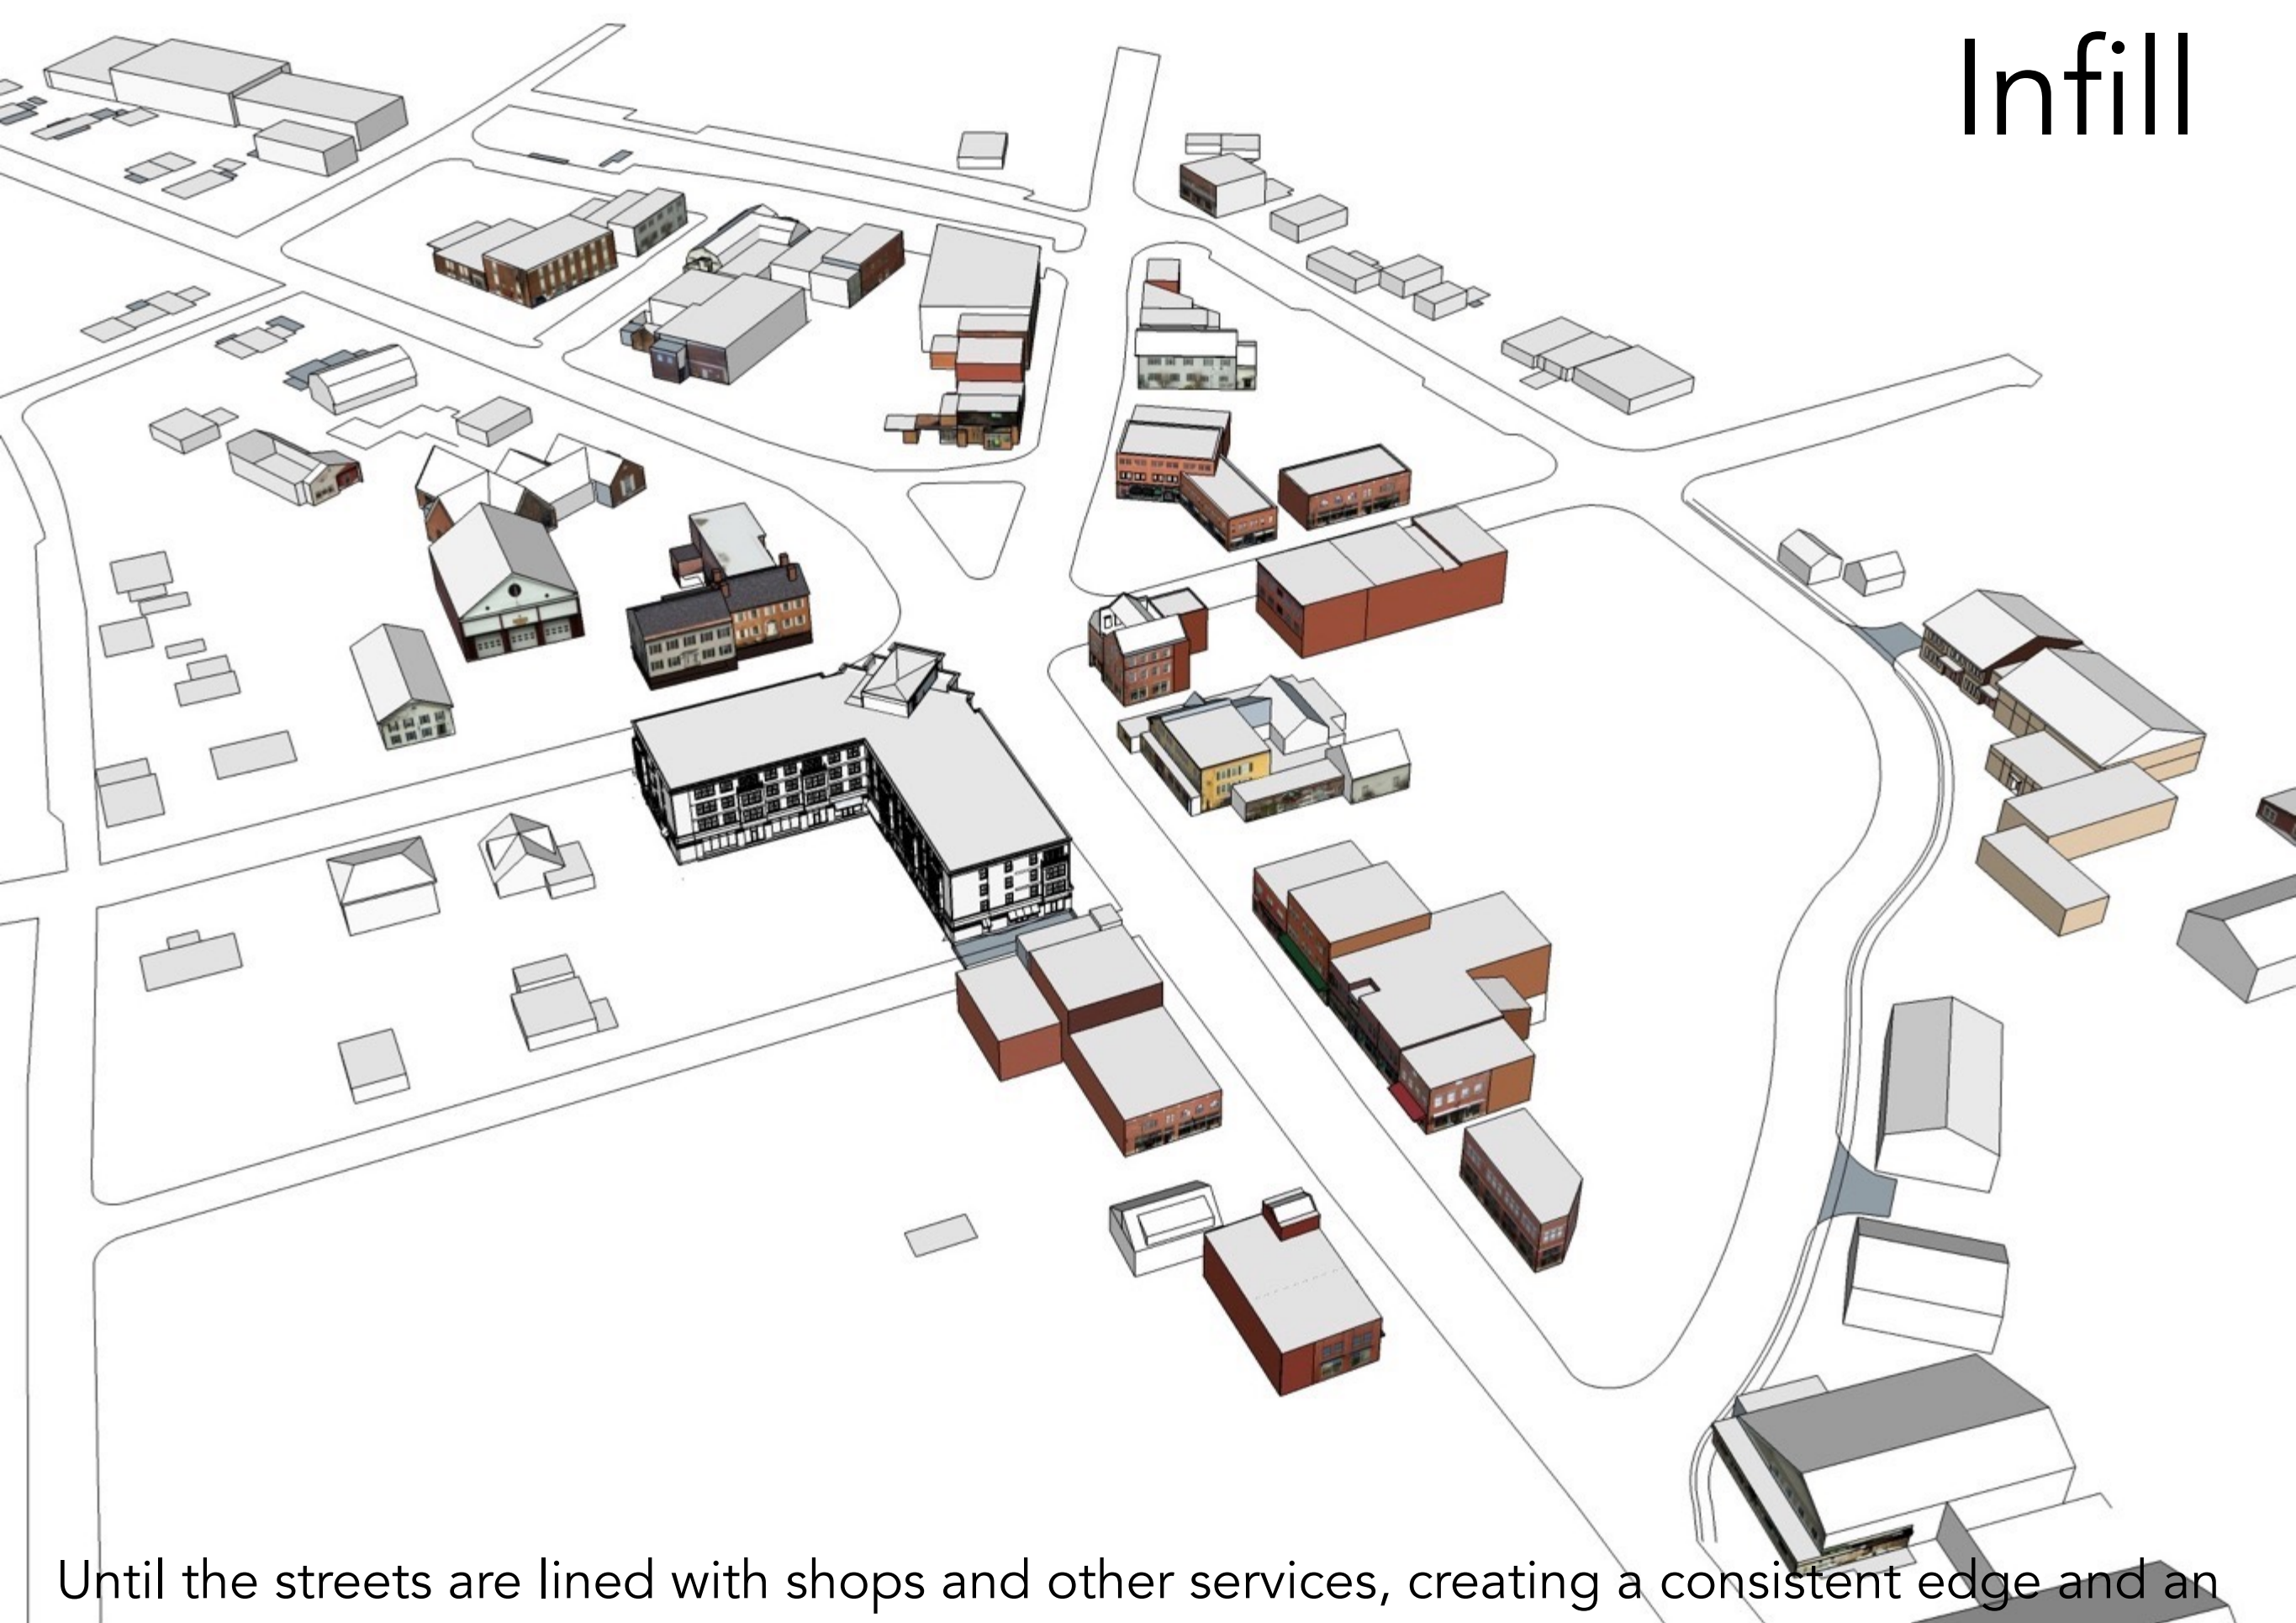 Infill
Until the streets are lined with shops and other services, creating a consistent edge and an